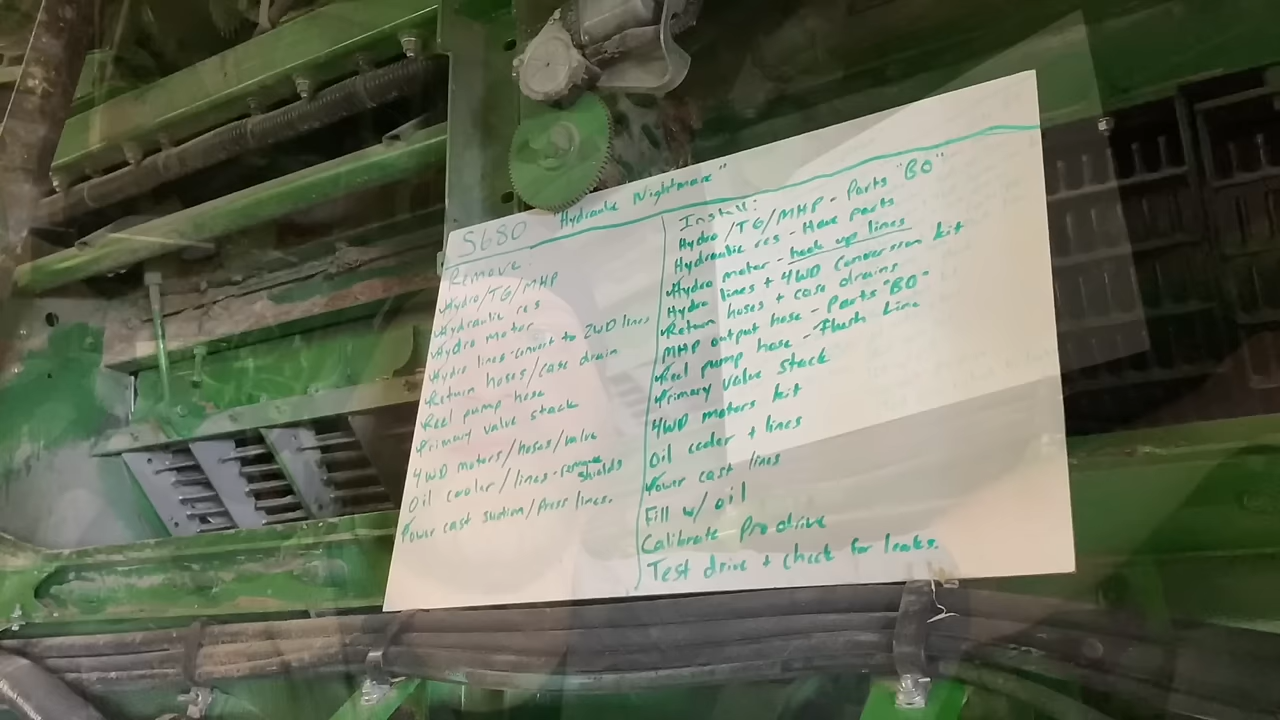 S680 "Hydraulic Nightmare"
Remove:
Hydro/TG/MHP
Hydraulic res
Hydro motor
Hydro lines-convert to 2WD lines
Return hoses/case drain
Reel pump hose
Primary valve stack
4WD motors/hoses/valve
Oil cooler/lines-remove shields
Power cast suction/press lines.
Install:
Hydro/TG/MHP - Parts "BO"
Hydraulic res - Have parts
Hydro motor - hook up lines
Hydro lines + 4WD Conversion kit
Return hoses + case drains
MHP output hose - Parts "BO"
Reel pump hose - Flush Line
Primary valve stack
4WD motors kit
Oil cooler + lines
Power cast lines
Fill w/ oil
Calibrate Pro drive
Test drive + check for leaks.